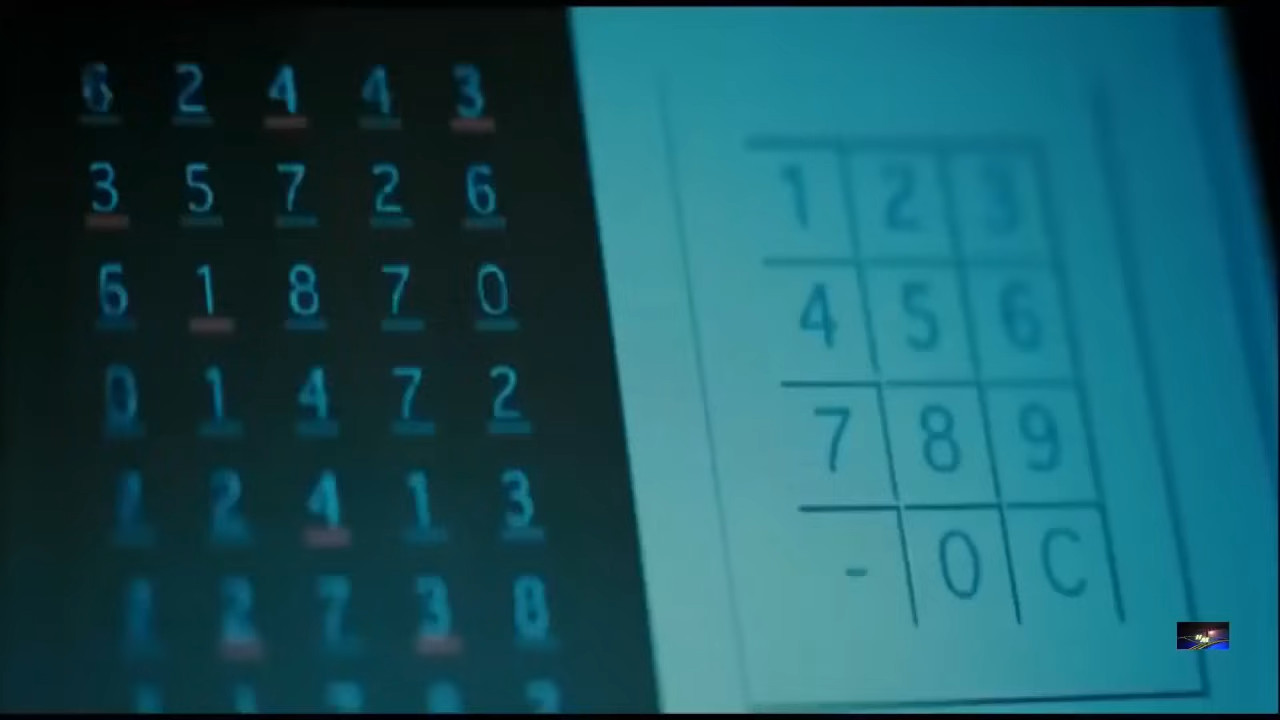 6 2 4 4 3
3 5 7 2 6
6 1 8 7 0
0 1 4 7 2
2 4 1 3
2 7 3 8
1 2 3
4 5 6
7 8 9
- 0 C